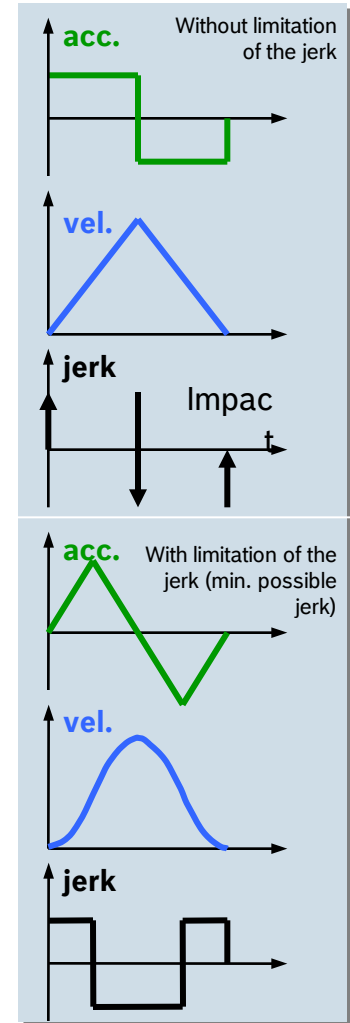 acc.
Without limitation
of the jerk
vel.
jerk
Impac
t
acc.
With limitation of the
jerk (min. possible
jerk)
vel.
jerk